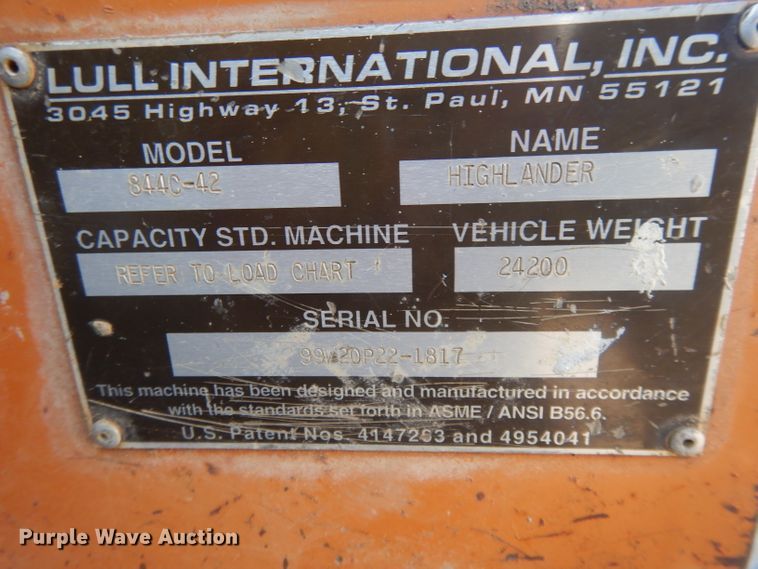 LULL INTERNATIONAL, INC.
3045 Highway 13, St. Paul, MN 55121
MODEL NAME
844C-42 HIGHLANDER
CAPACITY STD. MACHINE VEHICLE WEIGHT
REFER TO LOAD CHART 24200
SERIAL NO.
99W20P22-1817
This machine has been designed and manufactured in accordance
with the standards set forth in ASME / ANSI B56.6.
U.S. Patent Nos. 4147263 and 4954041
Purple Wave Auction